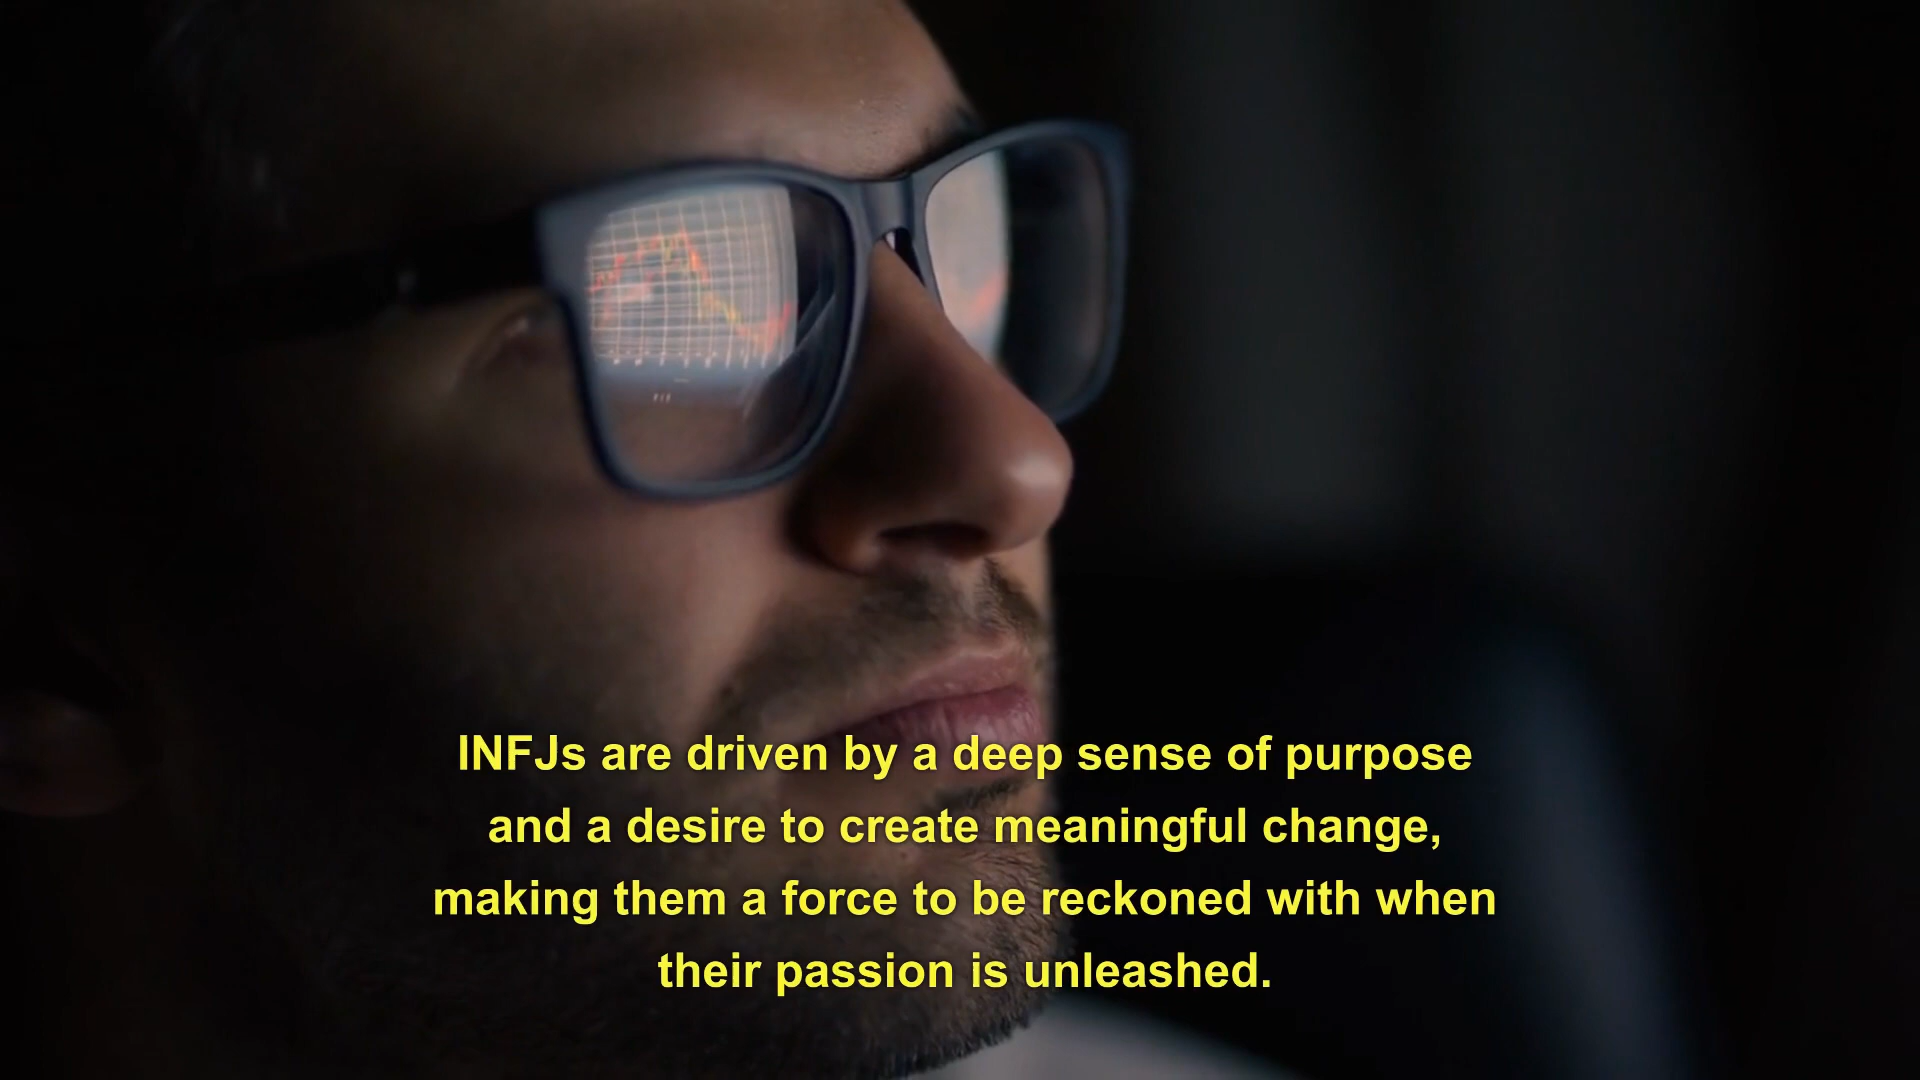 INFJs are driven by a deep sense of purpose
and a desire to create meaningful change,
making them a force to be reckoned with when
their passion is unleashed.